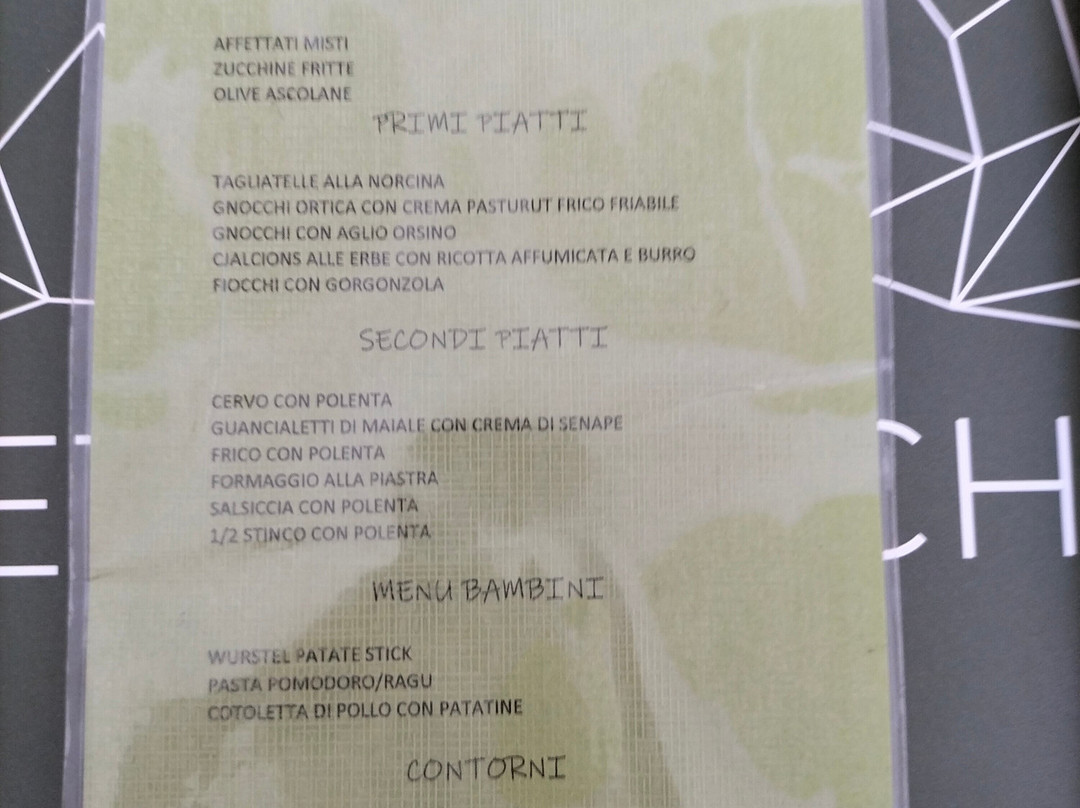 AFFETTATI MISTI
ZUCCHINE FRITTE
OLIVE ASCOLANE
PRIMI PIATTI
TAGLIATELLE ALLA NORCINA
GNOCCHI ORTICA CON CREMA PASTURUT FRICO FRIABILE
GNOCCHI CON AGLIO ORSINO
CJALCIONS ALLE ERBE CON RICOTTA AFFUMICATA E BURRO
FIOCCHI CON GORGONZOLA
SECONDI PIATTI
CERVO CON POLENTA
GUANCIALETTI DI MAIALE CON CREMA DI SENAPE
FRICO CON POLENTA
FORMAGGIO ALLA PIASTRA
SALSICCIA CON POLENTA
1/2 STINCO CON POLENTA
MENU BAMBINI
WURSTEL PATATE STICK
PASTA POMODORO/RAGU
COTOLETTA DI POLLO CON PATATINE
CONTORNI